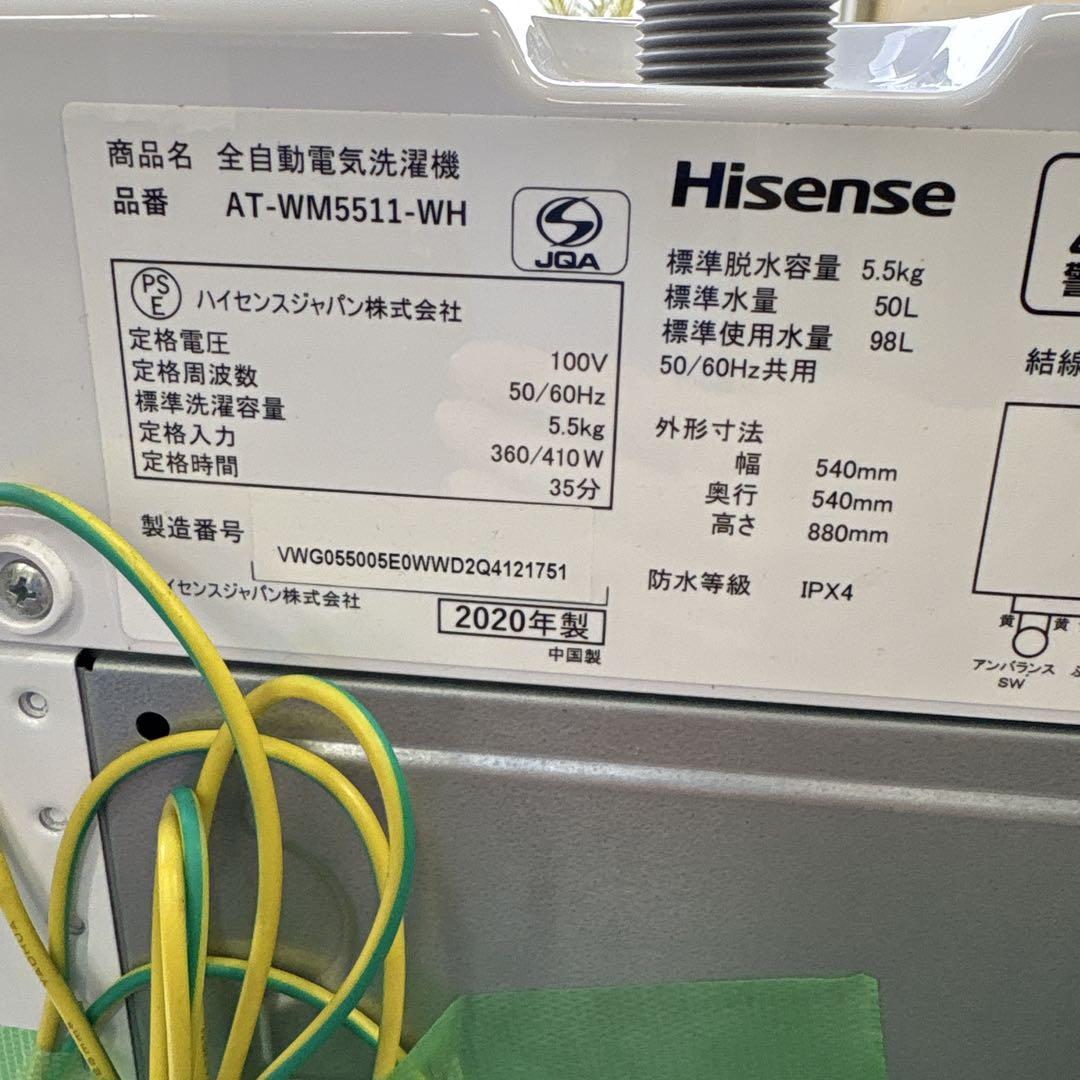 商品名 全自動電気洗濯機
品番 AT-WM5511-WH
JQA
PS
E
ハイセンスジャパン株式会社
定格電圧 100V
定格周波数 50/60Hz
標準洗濯容量 5.5kg
定格入力 360/410W
定格時間 35分
製造番号 VWG055005E0WWD2Q4121751
イセンスジャパン株式会社
2020年製
中国製
Hisense
標準脱水容量 5.5kg
標準水量 50L
標準使用水量 98L
50/60Hz共用
外形寸法
幅 540mm
奥行 540mm
高さ 880mm
防水等級 IPX4
警
結線
黄 黄
アンバランス
SW